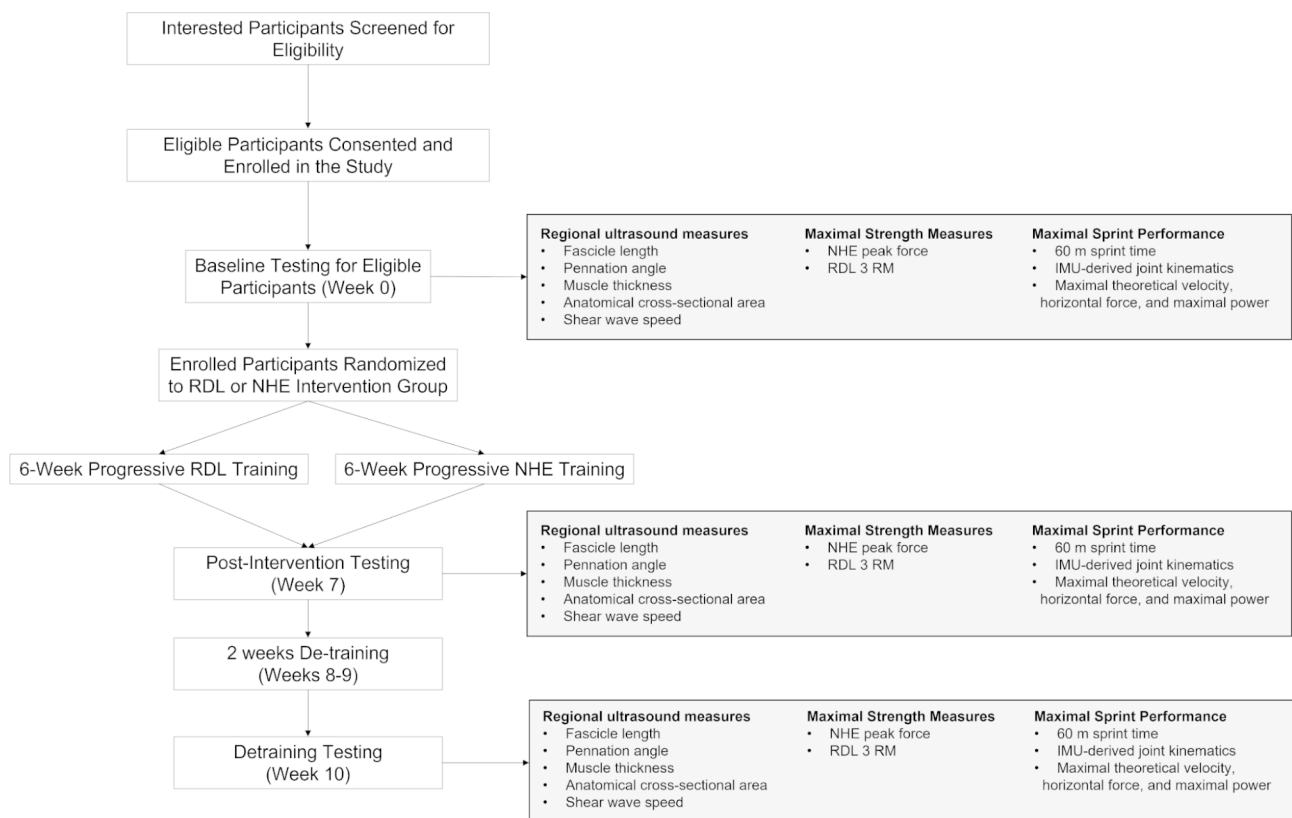 Interested Participants Screened for
Eligibility
Eligible Participants Consented and
Enrolled in the Study
Baseline Testing for Eligible
Participants (Week 0)
Regional ultrasound measures
• Fascicle length
• Pennation angle
• Muscle thickness
• Anatomical cross-sectional area
• Shear wave speed
Maximal Strength Measures
• NHE peak force
• RDL 3 RM
Maximal Sprint Performance
• 60 m sprint time
• IMU-derived joint kinematics
• Maximal theoretical velocity,
horizontal force, and maximal power
Enrolled Participants Randomized
to RDL or NHE Intervention Group
6-Week Progressive RDL Training
6-Week Progressive NHE Training
Post-Intervention Testing
(Week 7)
Regional ultrasound measures
• Fascicle length
• Pennation angle
• Muscle thickness
• Anatomical cross-sectional area
• Shear wave speed
Maximal Strength Measures
• NHE peak force
• RDL 3 RM
Maximal Sprint Performance
• 60 m sprint time
• IMU-derived joint kinematics
• Maximal theoretical velocity,
horizontal force, and maximal power
2 weeks De-training
(Weeks 8-9)
Detraining Testing
(Week 10)
Regional ultrasound measures
• Fascicle length
• Pennation angle
• Muscle thickness
• Anatomical cross-sectional area
• Shear wave speed
Maximal Strength Measures
• NHE peak force
• RDL 3 RM
Maximal Sprint Performance
• 60 m sprint time
• IMU-derived joint kinematics
• Maximal theoretical velocity,
horizontal force, and maximal power